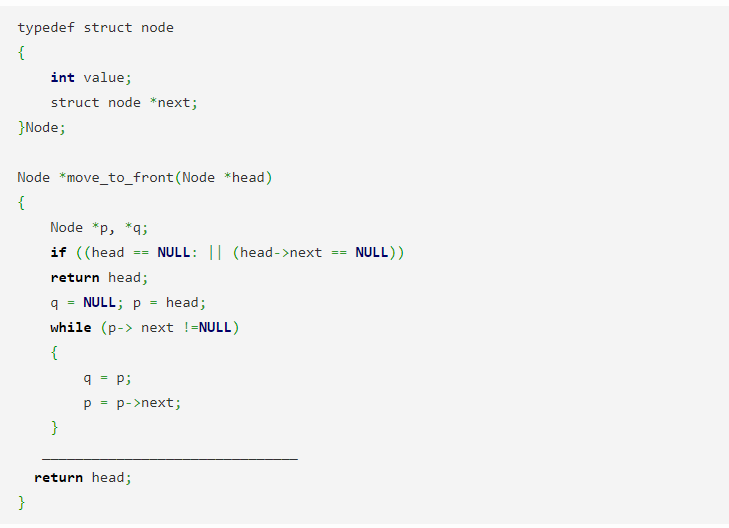 typedef struct node
{
int value;
struct node *next;
}Node;
Node *move_to_front(Node *head)
{
Node *p, *q;
if ((head == NULL: || (head->next == NULL))
return head;
q = NULL; p = head;
while (p-> next !=NULL)
{
q = p;
p = p->next;
}
_______________________________
return head;
}